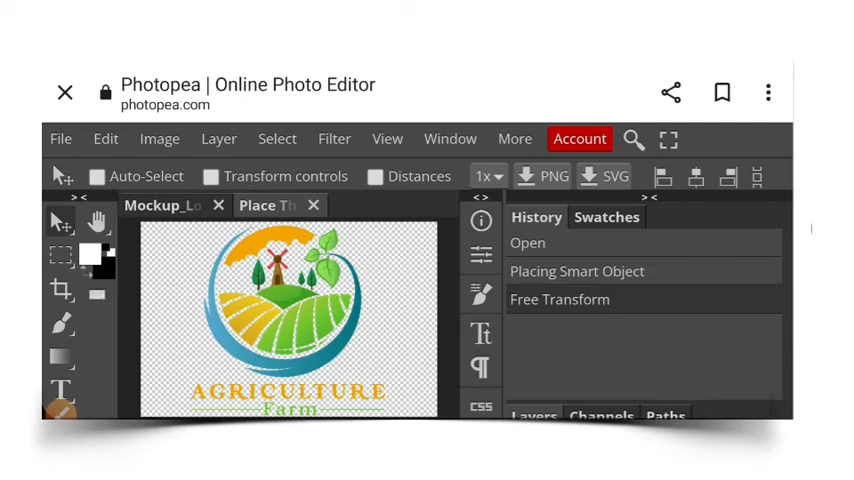 Photopea | Online Photo Editor
photopea.com
File Edit Image Layer Select Filter View Window More Account
Auto-Select Transform controls Distances 1x PNG SVG
> < < > > <
Mockup_Lo Place Th
History Swatches
Open
Placing Smart Object
Free Transform
CSS
Layers Channels Paths
AGRICULTURE
Farm